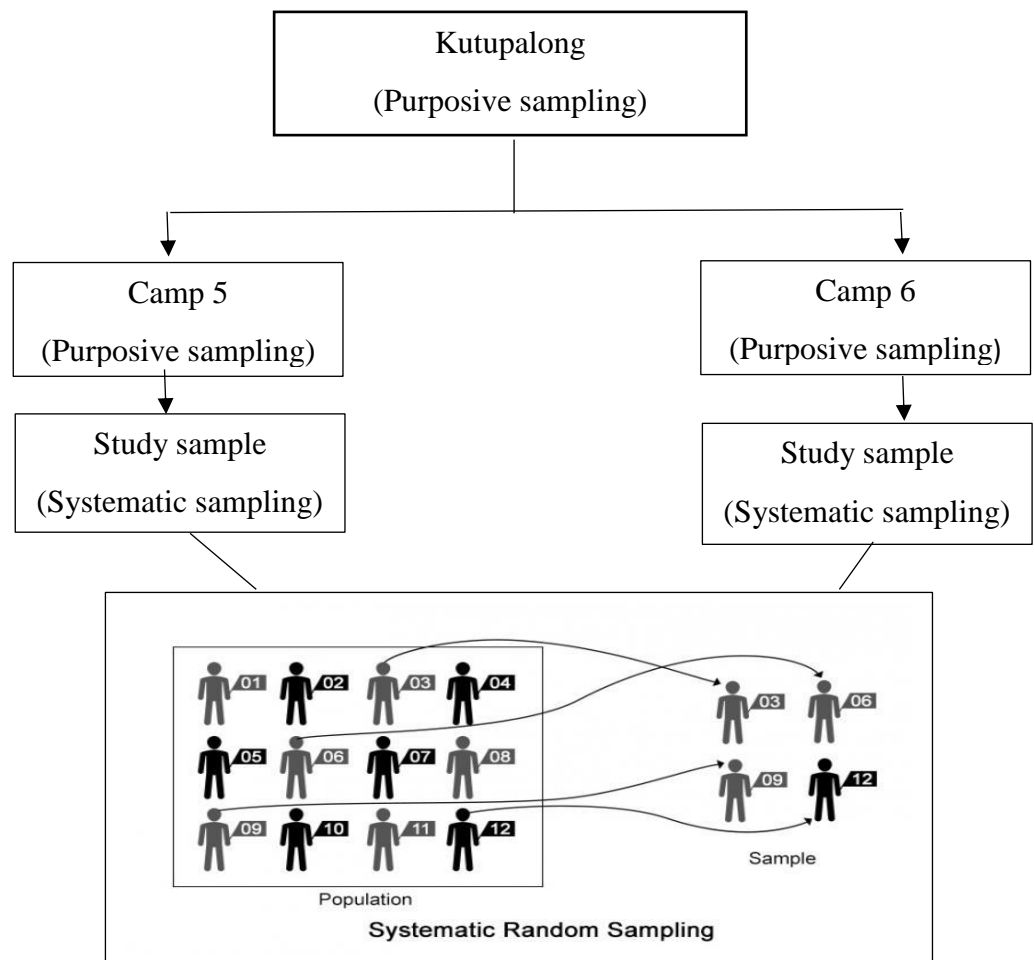 Kutupalong
(Purposive sampling)
Camp 5
(Purposive sampling)
Camp 6
(Purposive sampling)
Study sample
(Systematic sampling)
Study sample
(Systematic sampling)
01 02 03 04
05 06 07 08
09 10 11 12
Population
03 06
09 12
Sample
Systematic Random Sampling